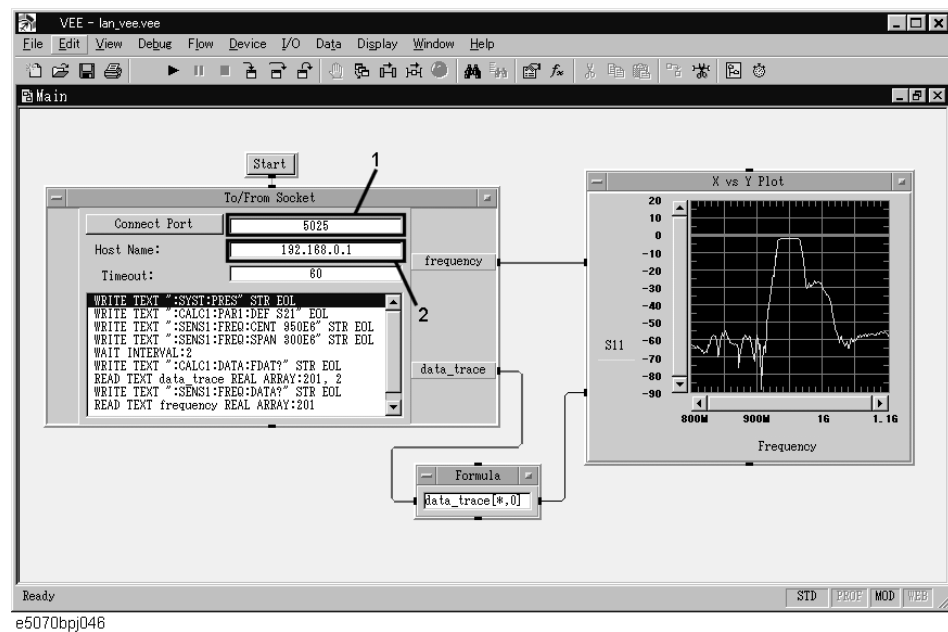 VEE - lan_vee.vee
File Edit View Debug Flow Device I/O Data Display Window Help
Main
Start
1
To/From Socket
Connect Port 5025
Host Name: 192.168.0.1
Timeout: 60
2
WRITE TEXT ":SYST:PRES" STR EOL
WRITE TEXT ":CALC1:PAR1:DEF S21" EOL
WRITE TEXT ":SENS1:FREQ:CENT 950E6" STR EOL
WRITE TEXT ":SENS1:FREQ:SPAN 300E6" STR EOL
WAIT INTERVAL:2
WRITE TEXT ":CALC1:DATA:FDAT?" STR EOL
READ TEXT data_trace REAL ARRAY:201, 2
WRITE TEXT ":SENS1:FREQ:DATA?" STR EOL
READ TEXT frequency REAL ARRAY:201
frequency
data_trace
Formula
data_trace[*,0]
X vs Y Plot
20
10
0
-10
-20
-30
-40
-50
-60
-70
-80
-90
S11
800M 900M 1G 1.1G
Frequency
Ready
STD PROF MOD WEB
e5070bpj046